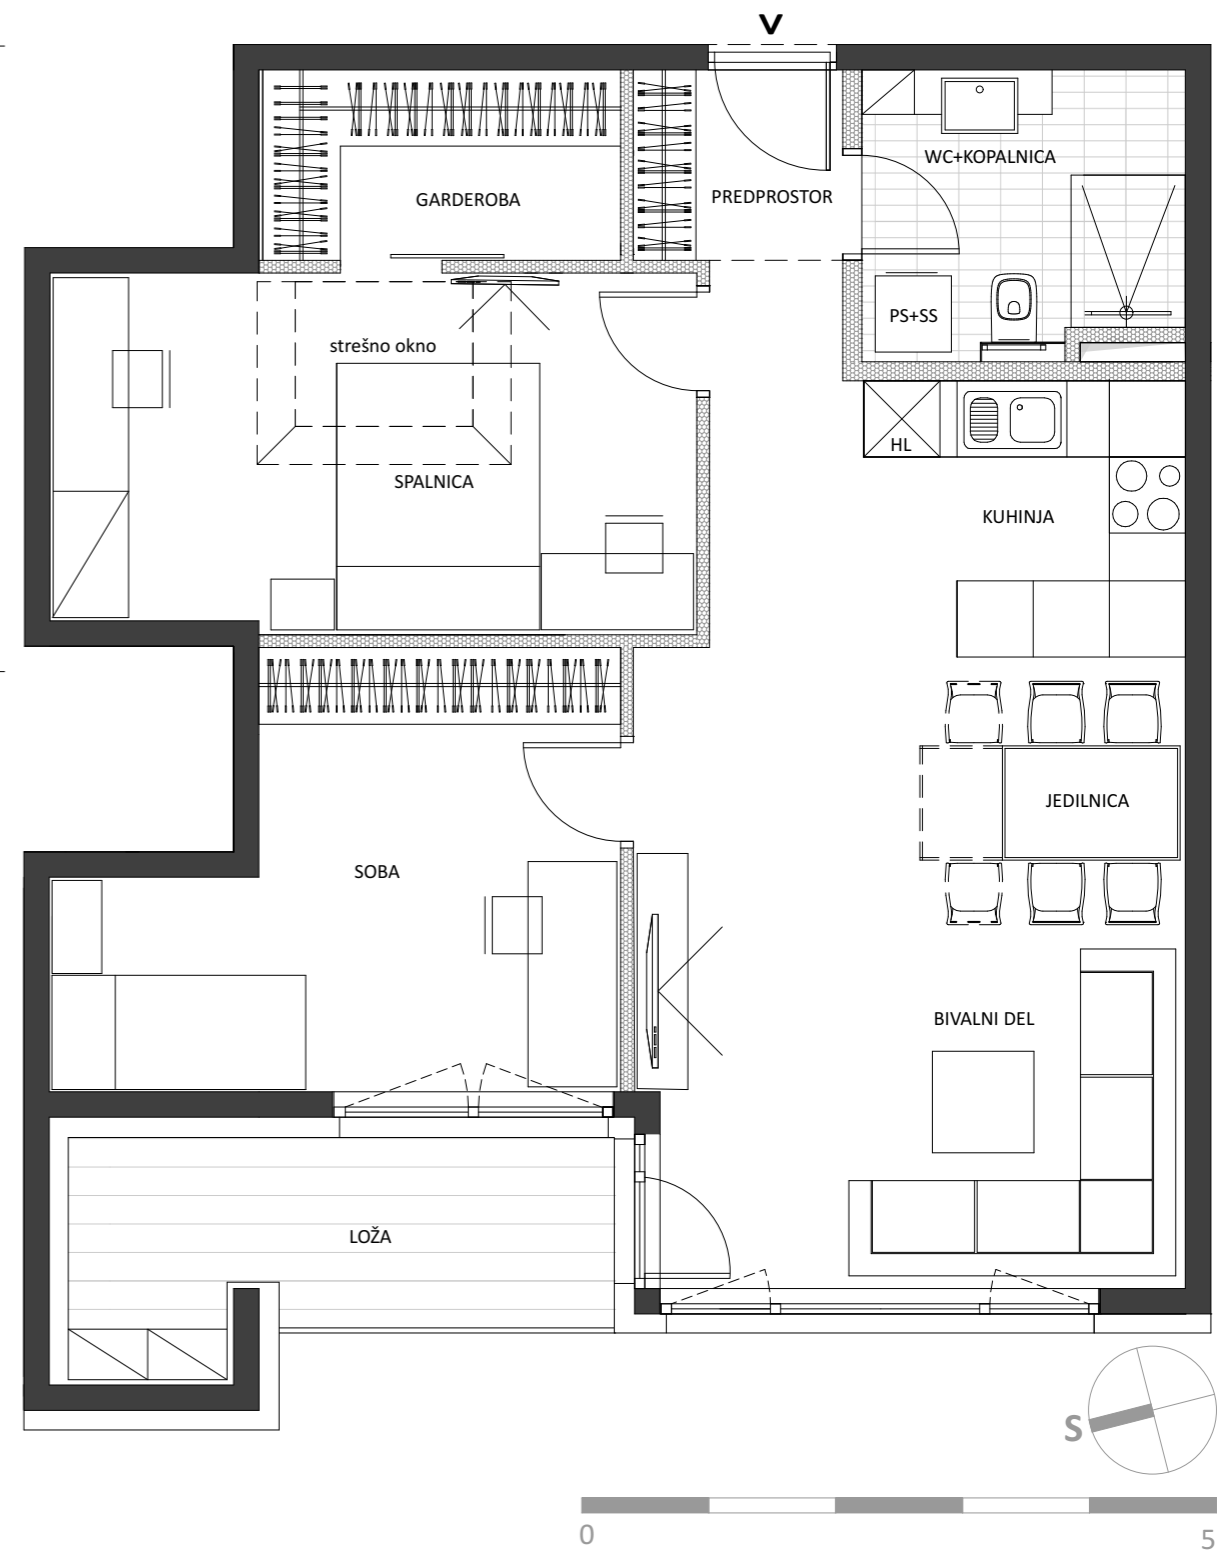 V
WC+KOPALNICA
GARDEROBA
PREDPROSTOR
PS+SS
strešno okno
HL
SPALNICA
KUHINJA
JEDILNICA
SOBA
BIVALNI DEL
LOŽA
S
0
5